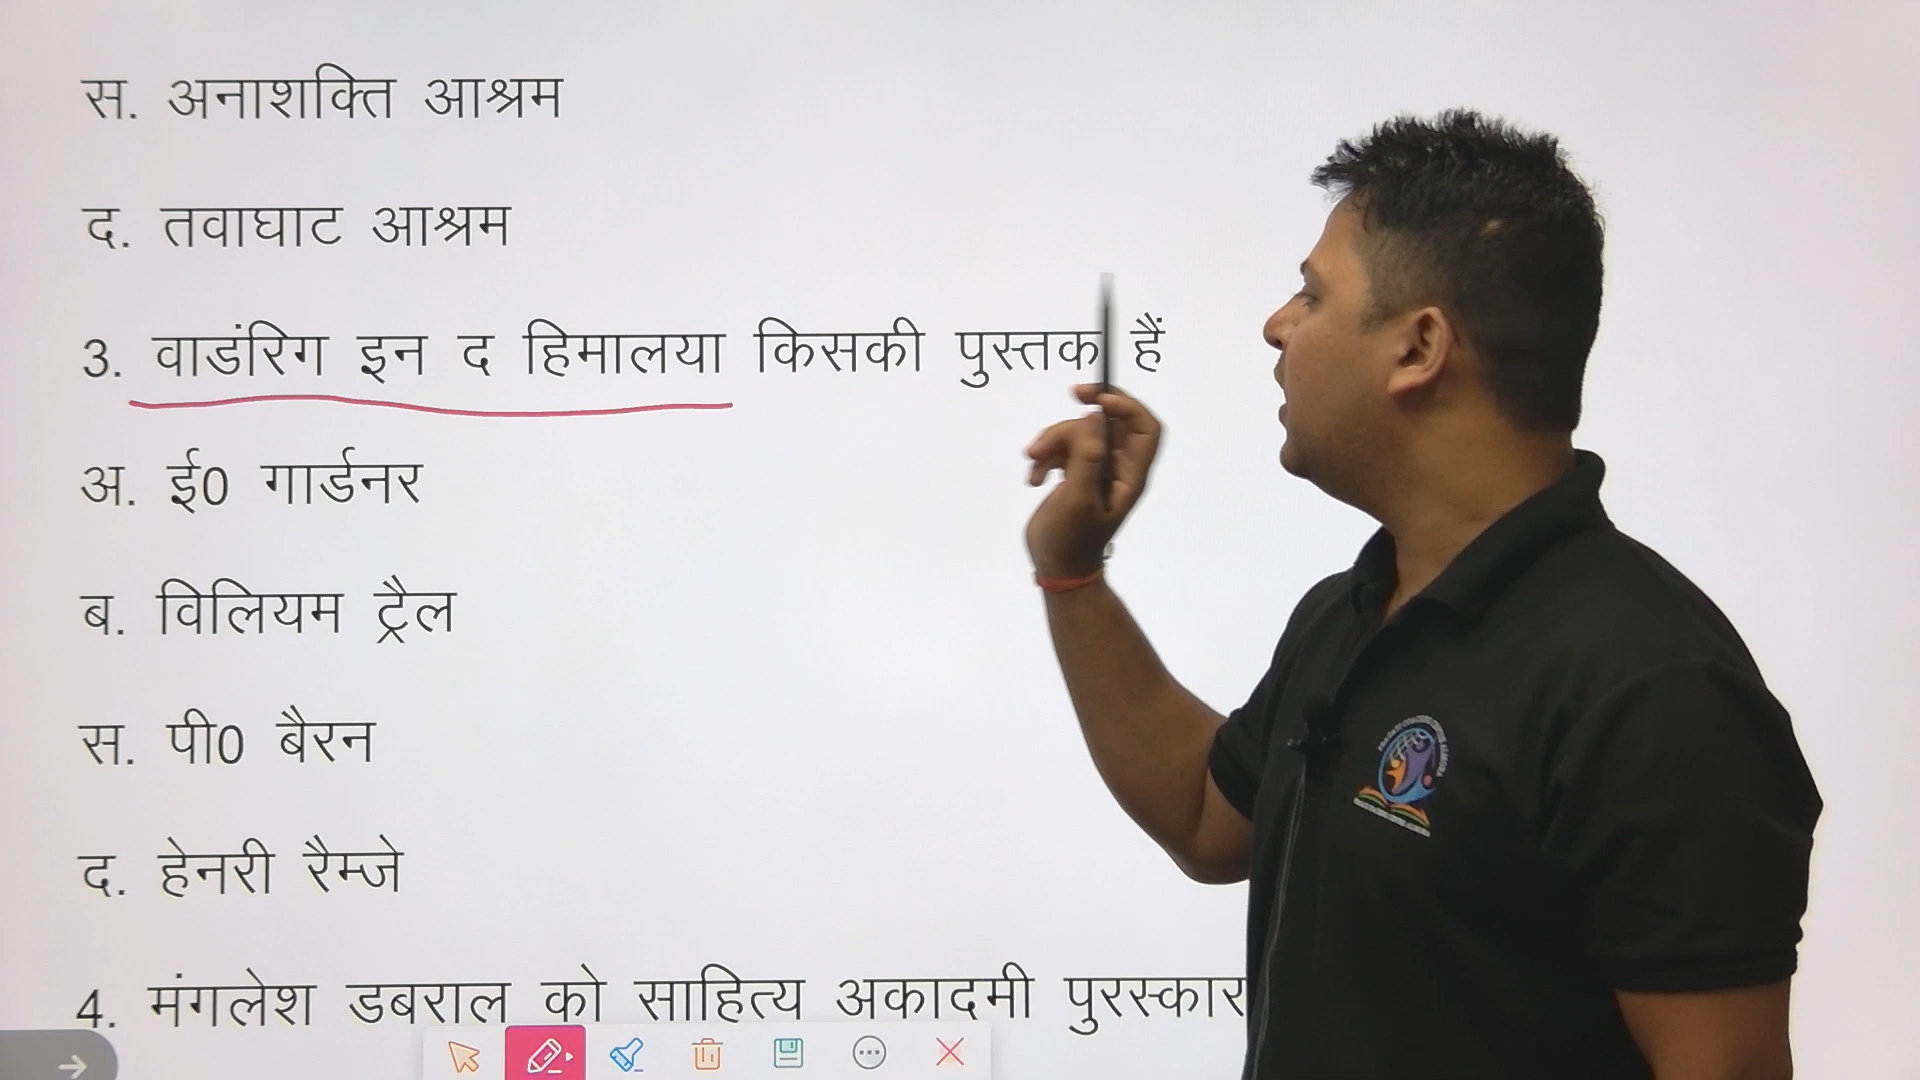 स. अनाशक्ति आश्रम
द. तवाघाट आश्रम
3. वाडंरिग इन द हिमालया किसकी पुस्तक हैं
अ. ई0 गार्डनर
ब. विलियम ट्रैल
स. पी0 बैरन
द. हेनरी रैम्जे
4. मंगलेश डबराल को साहित्य अकादमी पुरस्कार